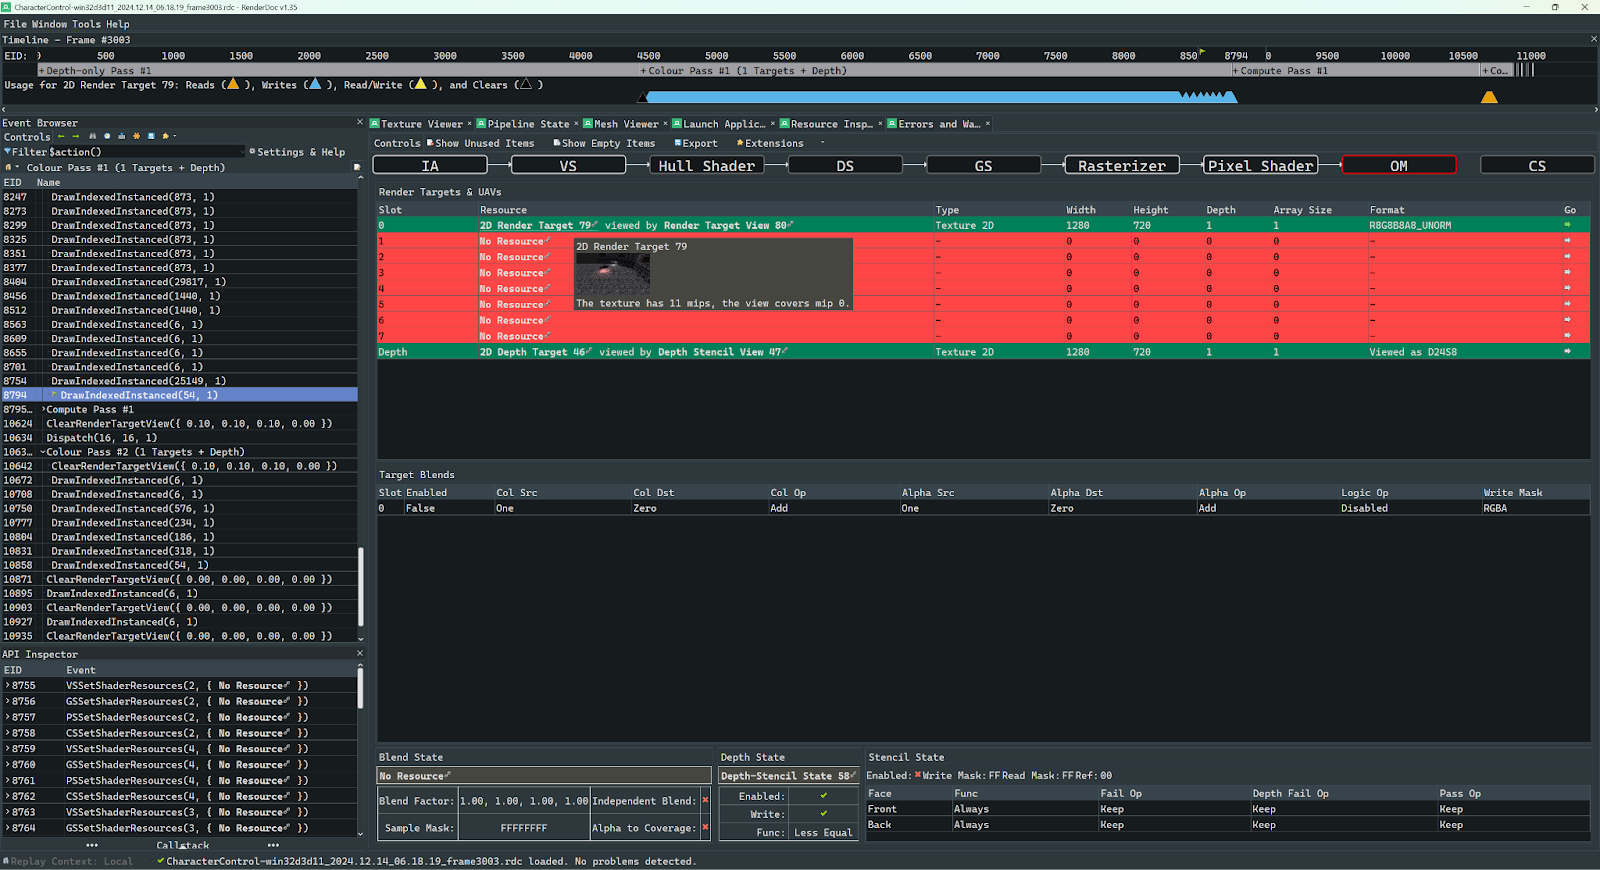 CharacterControl-win32d3d11_2024.12.14_06.18.19_frame3003.rdc - RenderDoc v1.35
File Window Tools Help
Timeline - Frame #3003
EID: 0 500 1000 1500 2000 2500 3000 3500 4000 4500 5000 5500 6000 6500 7000 7500 8000 850 8794 0 9500 10000 10500 11000
+Depth-only Pass #1 +Colour Pass #1 (1 Targets + Depth) +Compute Pass #1 +Co…
Usage for 2D Render Target 79: Reads ( ), Writes ( ), Read/Write ( ), and Clears ( )
Event Browser
Controls
Filter $action() Settings & Help
Colour Pass #1 (1 Targets + Depth)
EID Name
8247 DrawIndexedInstanced(873, 1)
8273 DrawIndexedInstanced(873, 1)
8299 DrawIndexedInstanced(873, 1)
8325 DrawIndexedInstanced(873, 1)
8351 DrawIndexedInstanced(873, 1)
8377 DrawIndexedInstanced(873, 1)
8404 DrawIndexedInstanced(29817, 1)
8456 DrawIndexedInstanced(1440, 1)
8512 DrawIndexedInstanced(1440, 1)
8563 DrawIndexedInstanced(6, 1)
8609 DrawIndexedInstanced(6, 1)
8655 DrawIndexedInstanced(6, 1)
8701 DrawIndexedInstanced(6, 1)
8754 DrawIndexedInstanced(25149, 1)
8794 DrawIndexedInstanced(54, 1)
8795… Compute Pass #1
10624 ClearRenderTargetView({ 0.10, 0.10, 0.10, 0.00 })
10634 Dispatch(16, 16, 1)
1063… Colour Pass #2 (1 Targets + Depth)
10642 ClearRenderTargetView({ 0.10, 0.10, 0.10, 0.00 })
10672 DrawIndexedInstanced(6, 1)
10708 DrawIndexedInstanced(6, 1)
10750 DrawIndexedInstanced(576, 1)
10777 DrawIndexedInstanced(234, 1)
10804 DrawIndexedInstanced(186, 1)
10831 DrawIndexedInstanced(318, 1)
10858 DrawIndexedInstanced(54, 1)
10871 ClearRenderTargetView({ 0.00, 0.00, 0.00, 0.00 })
10895 DrawIndexedInstanced(6, 1)
10903 ClearRenderTargetView({ 0.00, 0.00, 0.00, 0.00 })
10927 DrawIndexedInstanced(6, 1)
10935 ClearRenderTargetView({ 0.00, 0.00, 0.00, 0.00 })
API Inspector
EID Event
8755 VSSetShaderResources(2, { No Resource })
8756 GSSetShaderResources(2, { No Resource })
8757 PSSetShaderResources(2, { No Resource })
8758 CSSetShaderResources(2, { No Resource })
8759 VSSetShaderResources(4, { No Resource })
8760 GSSetShaderResources(4, { No Resource })
8761 PSSetShaderResources(4, { No Resource })
8762 CSSetShaderResources(4, { No Resource })
8763 VSSetShaderResources(3, { No Resource })
8764 GSSetShaderResources(3, { No Resource })
Callstack
Texture Viewer × Pipeline State × Mesh Viewer × Launch Applic… × Resource Insp… × Errors and Wa… ×
Controls Show Unused Items Show Empty Items Export Extensions
IA VS Hull Shader DS GS Rasterizer Pixel Shader OM CS
Render Targets & UAVs
Slot Resource Type Width Height Depth Array Size Format Go
0 2D Render Target 79 viewed by Render Target View 80 Texture 2D 1280 720 1 1 R8G8B8A8_UNORM
1 No Resource - 0 0 0 0 -
2 No Resource - 0 0 0 0 -
3 No Resource - 0 0 0 0 -
4 No Resource - 0 0 0 0 -
5 No Resource - 0 0 0 0 -
6 No Resource - 0 0 0 0 -
7 No Resource - 0 0 0 0 -
Depth 2D Depth Target 46 viewed by Depth Stencil View 47 Texture 2D 1280 720 1 1 Viewed as D24S8
2D Render Target 79
The texture has 11 mips, the view covers mip 0.
Target Blends
Slot Enabled Col Src Col Dst Col Op Alpha Src Alpha Dst Alpha Op Logic Op Write Mask
0 False One Zero Add One Zero Add Disabled RGBA
Blend State
No Resource
Blend Factor: 1.00, 1.00, 1.00, 1.00 Independent Blend:
Sample Mask: FFFFFFFF Alpha to Coverage:
Depth State
Depth-Stencil State 58
Enabled:
Write:
Func: Less Equal
Stencil State
Enabled: Write Mask: FF Read Mask: FF Ref: 00
Face Func Fail Op Depth Fail Op Pass Op
Front Always Keep Keep Keep
Back Always Keep Keep Keep
Replay Context: Local CharacterControl-win32d3d11_2024.12.14_06.18.19_frame3003.rdc loaded. No problems detected.